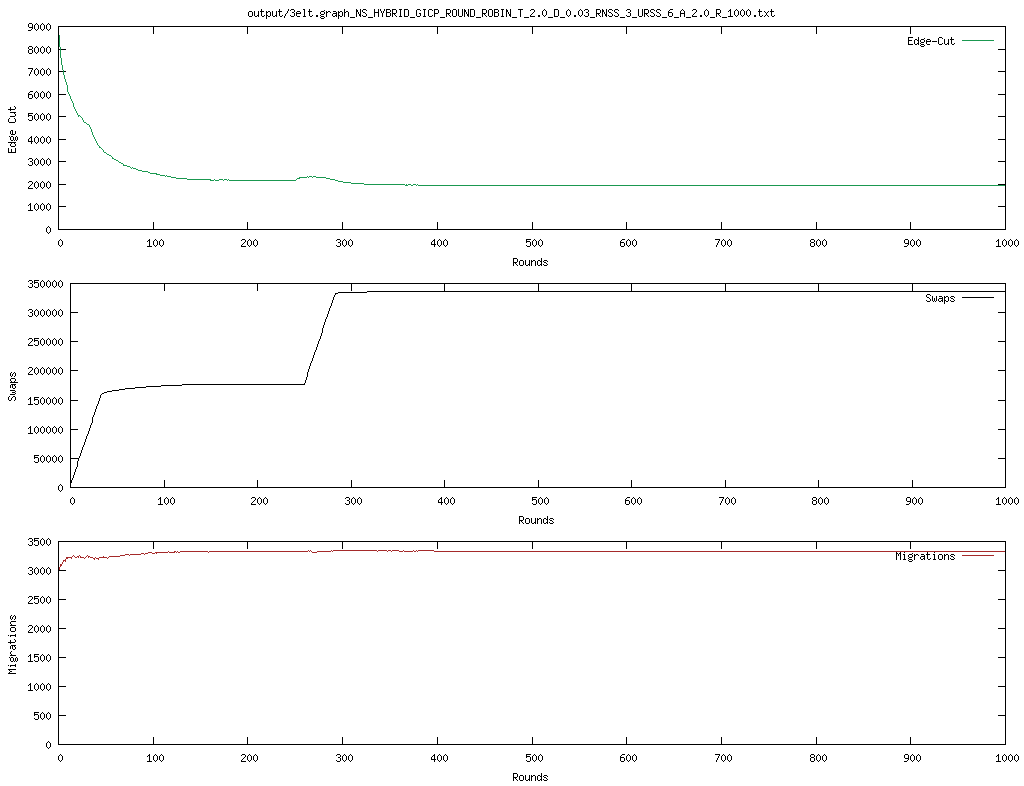 output/3elt.graph_NS_HYBRID_GICP_ROUND_ROBIN_T_2.0_D_0.03_RNSS_3_URSS_6_A_2.0_R_1000.txt
9000
8000
7000
6000
5000
4000
3000
2000
1000
0
Edge Cut
Edge-Cut
0 100 200 300 400 500 600 700 800 900 1000
Rounds
350000
300000
250000
200000
150000
100000
50000
0
Swaps
Swaps
0 100 200 300 400 500 600 700 800 900 1000
Rounds
3500
3000
2500
2000
1500
1000
500
0
Migrations
Migrations
0 100 200 300 400 500 600 700 800 900 1000
Rounds